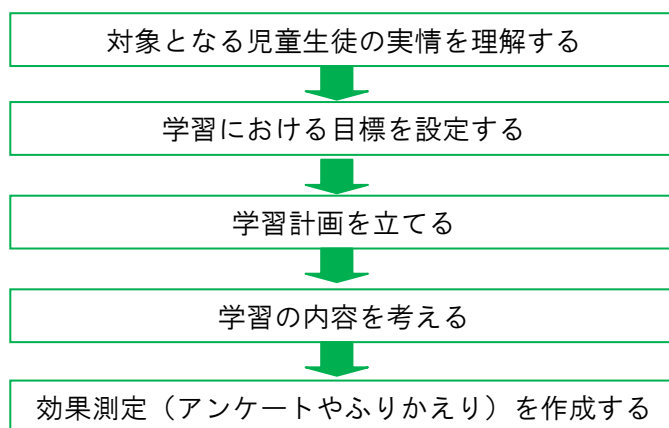 対象となる児童生徒の実情を理解する
学習における目標を設定する
学習計画を立てる
学習の内容を考える
効果測定（アンケートやふりかえり）を作成する